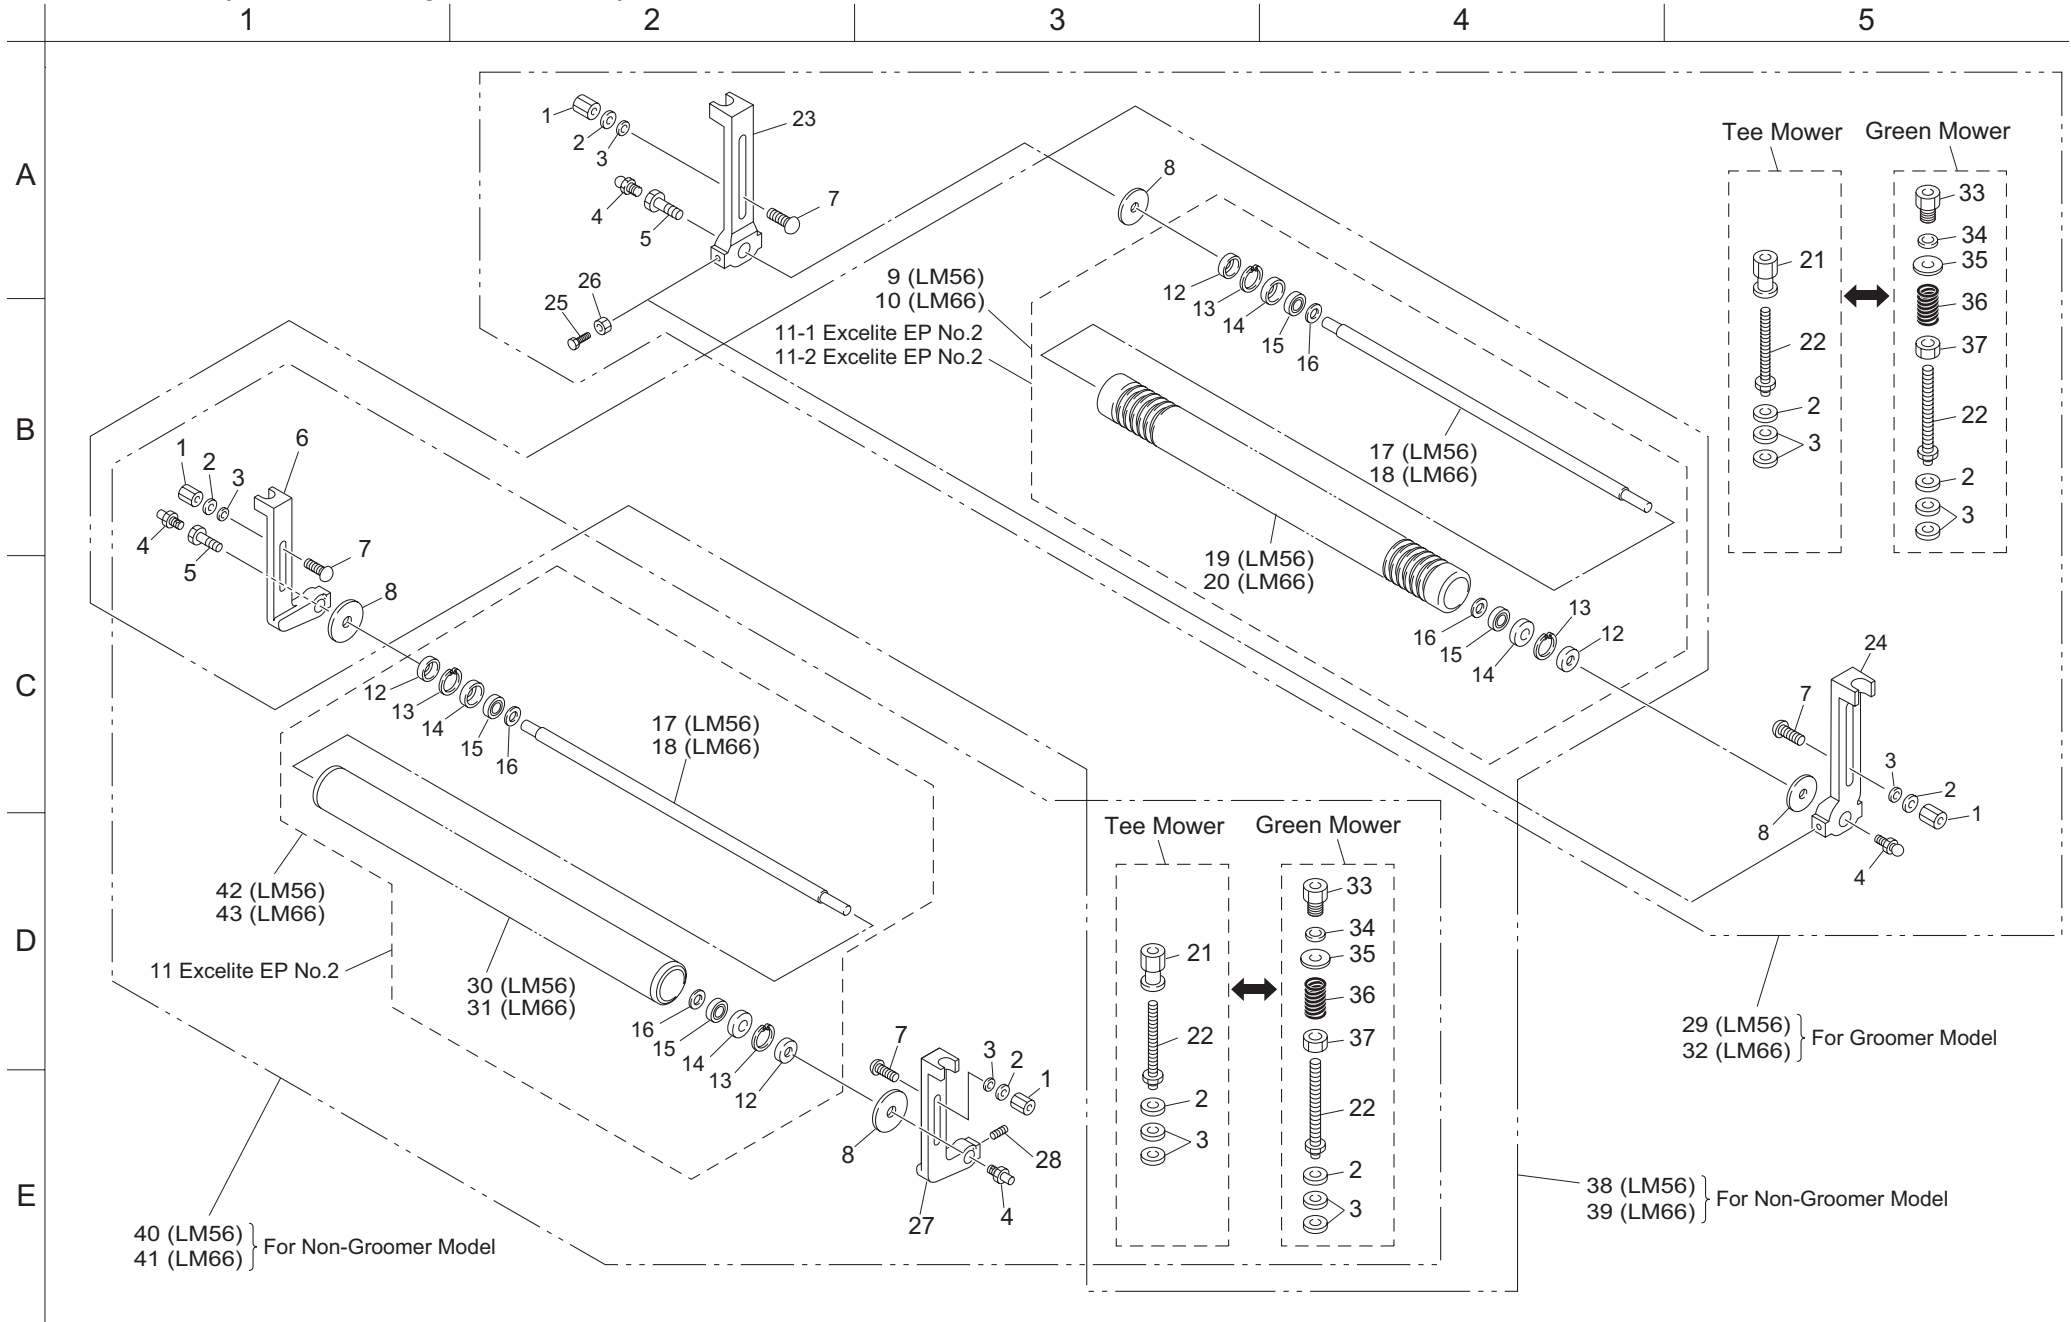 1 2 3 4 5
A
B
C
D
E
1
2
3
4
5
23
7
26
25
8
9 (LM56)
10 (LM66)
11-1 Excelite EP No.2
11-2 Excelite EP No.2
12
13
14
15
16
17 (LM56)
18 (LM66)
19 (LM56)
20 (LM66)
16
15
14
13
12
Tee Mower Green Mower
21
22
2
3
33
34
35
36
37
22
2
3
24
7
3
2
1
8
4
29 (LM56)
32 (LM66)
For Groomer Model
1
2
3
6
4
5
7
8
12
13
14
15
16
17 (LM56)
18 (LM66)
42 (LM56)
43 (LM66)
11 Excelite EP No.2
30 (LM56)
31 (LM66)
16
15
14
13
12
7
3
2
1
8
28
27
4
Tee Mower Green Mower
21
22
2
3
33
34
35
36
37
22
2
3
38 (LM56)
39 (LM66)
For Non-Groomer Model
40 (LM56)
41 (LM66)
For Non-Groomer Model